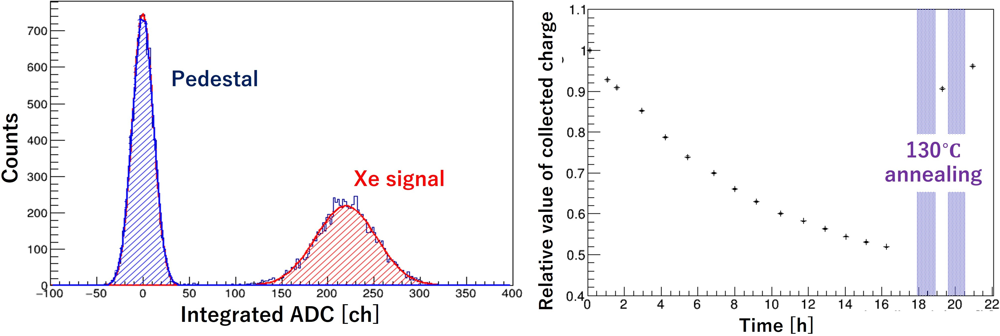 700
600
500
400
300
200
100
0
Counts
Pedestal
Xe signal
−100 −50 0 50 100 150 200 250 300 350 400
Integrated ADC [ch]
Relative value of collected charge
1.1
1
0.9
0.8
0.7
0.6
0.5
0.4
130°C
annealing
0 2 4 6 8 10 12 14 16 18 20 22
Time [h]